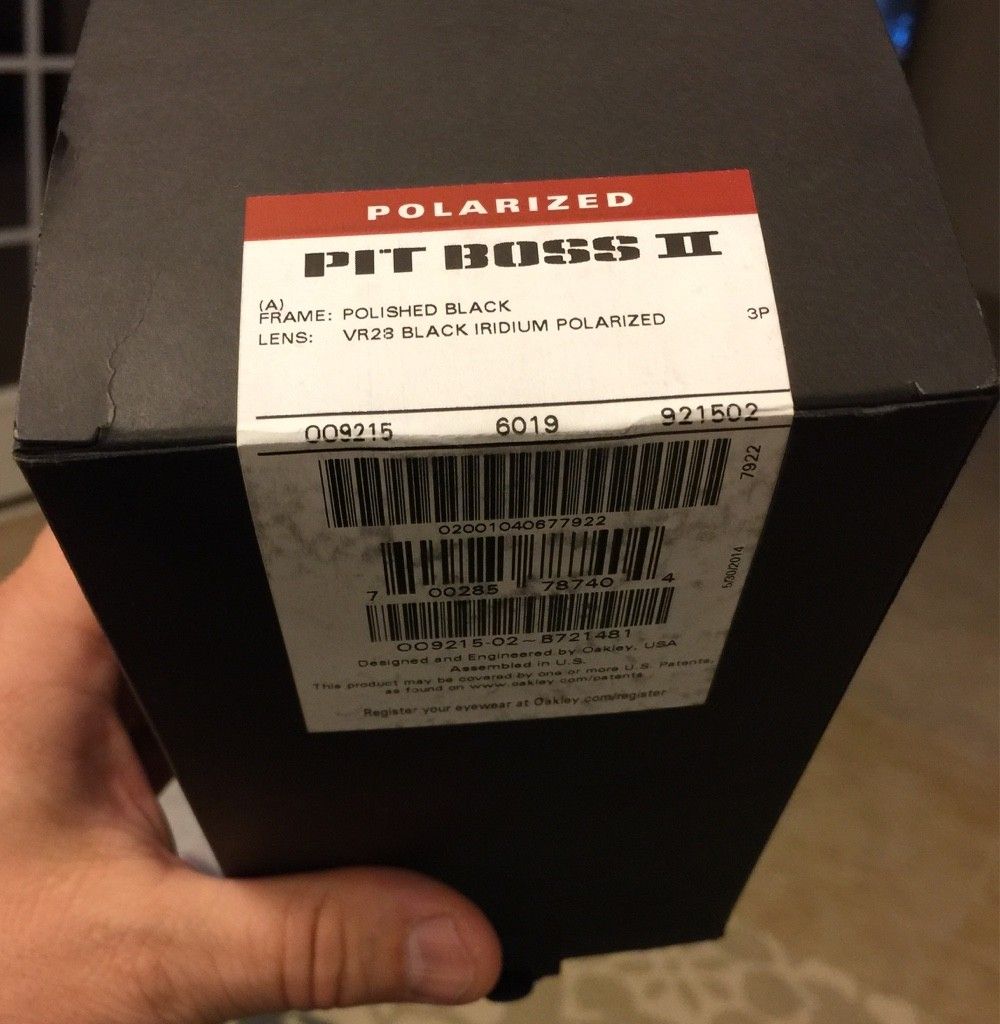 POLARIZED
PIT BOSS II
(A)
FRAME: POLISHED BLACK
LENS: VR28 BLACK IRIDIUM POLARIZED 3P
OO9215 6019 921502
7922
02001040677922
7 00285 78740 4
5/30/2014
OO9215-02~B721481
Designed and Engineered by Oakley, USA
Assembled in U.S.
This product may be covered by one or more U.S. Patents,
as found on www.oakley.com/patents
Register your eyewear at Oakley.com/register